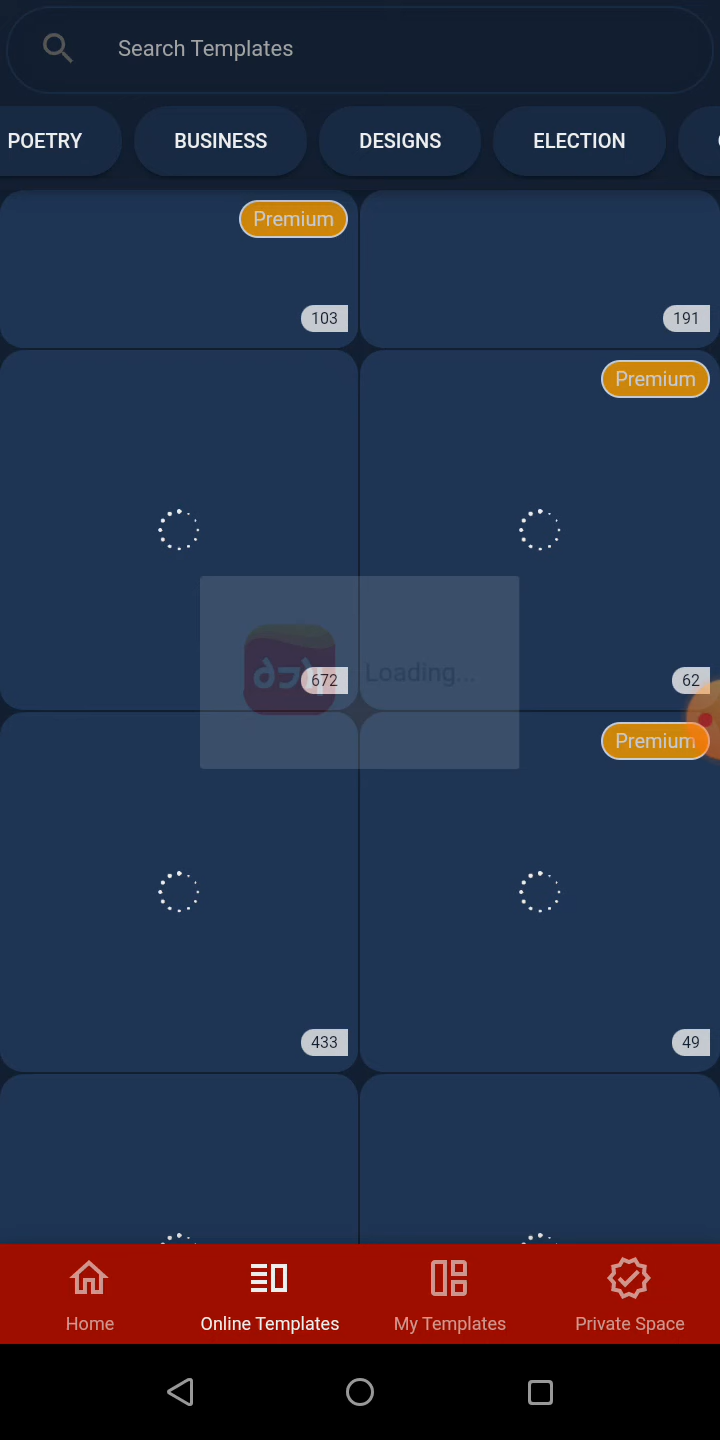 Search Templates
POETRY
BUSINESS
DESIGNS
ELECTION
Premium
103
191
Premium
672
62
Loading...
Premium
433
49
Home
Online Templates
My Templates
Private Space